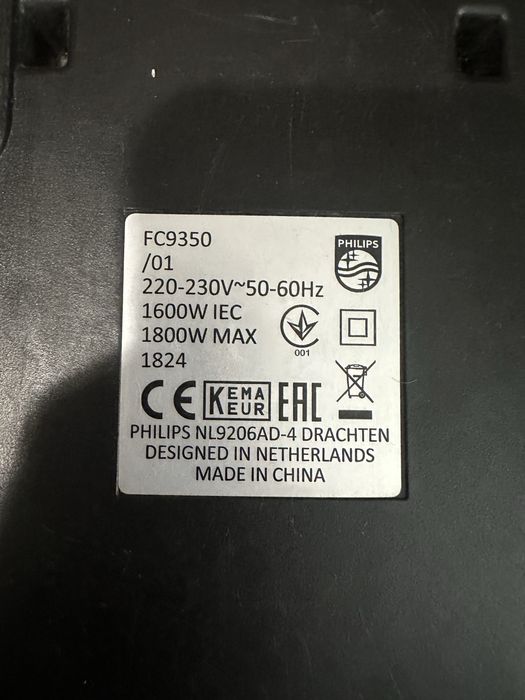 FC9350
/01
220-230V~50-60Hz
1600W IEC
1800W MAX
1824
PHILIPS
001
CE KEMA KEUR EAC
PHILIPS NL9206AD-4 DRACHTEN
DESIGNED IN NETHERLANDS
MADE IN CHINA